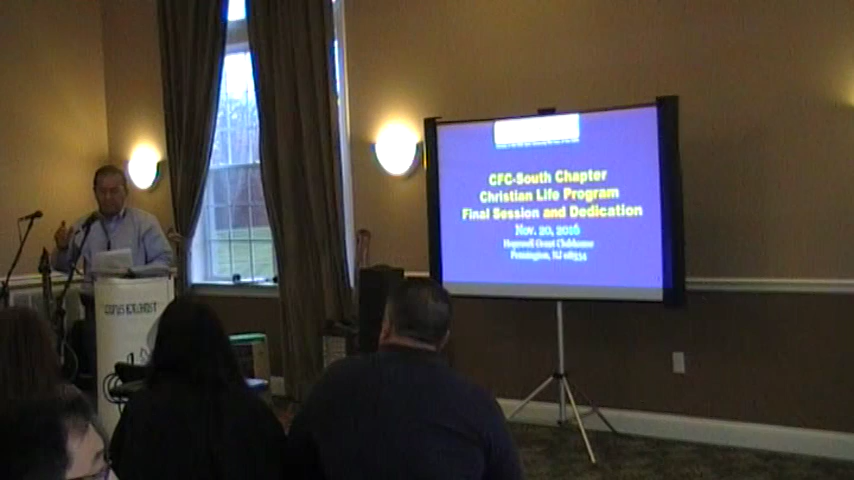 CFC-South Chapter
Christian Life Program
Final Session and Dedication
Nov. 20, 2016
Hopewell Grant Clubhouse
Pennington, NJ 08534